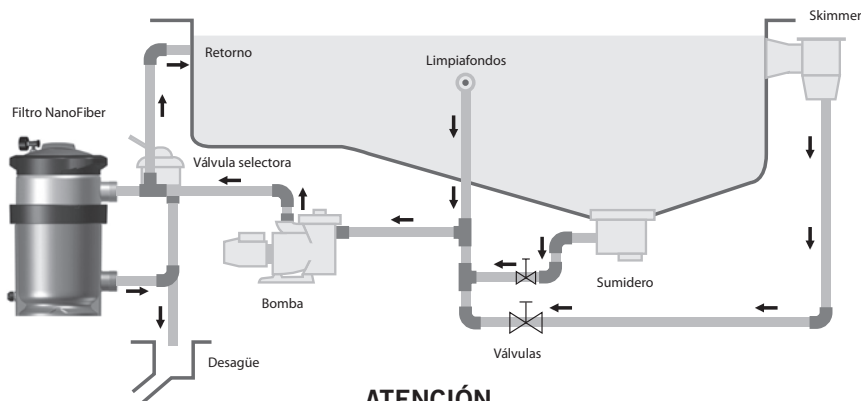 Skimmer
Retorno
Limpiafondos
Filtro NanoFiber
Válvula selectora
Bomba
Sumidero
Válvulas
Desagüe
ATENCIÓN